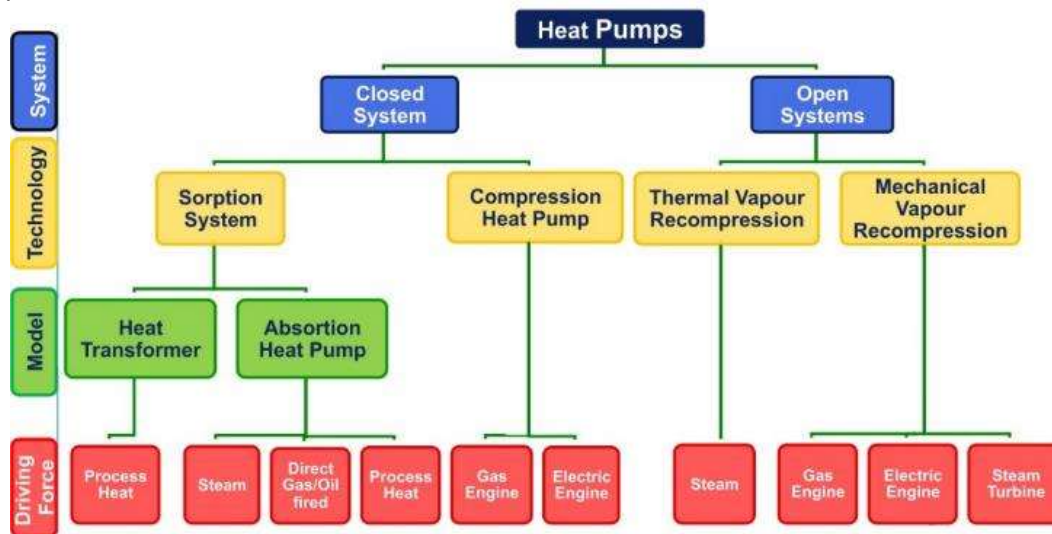 Heat Pumps
System
Closed
System
Open
Systems
Technology
Sorption
System
Compression
Heat Pump
Thermal Vapour
Recompression
Mechanical
Vapour
Recompression
Model
Heat
Transformer
Absortion
Heat Pump
Driving
Force
Process
Heat
Steam
Direct
Gas/Oil
fired
Process
Heat
Gas
Engine
Electric
Engine
Steam
Gas
Engine
Electric
Engine
Steam
Turbine